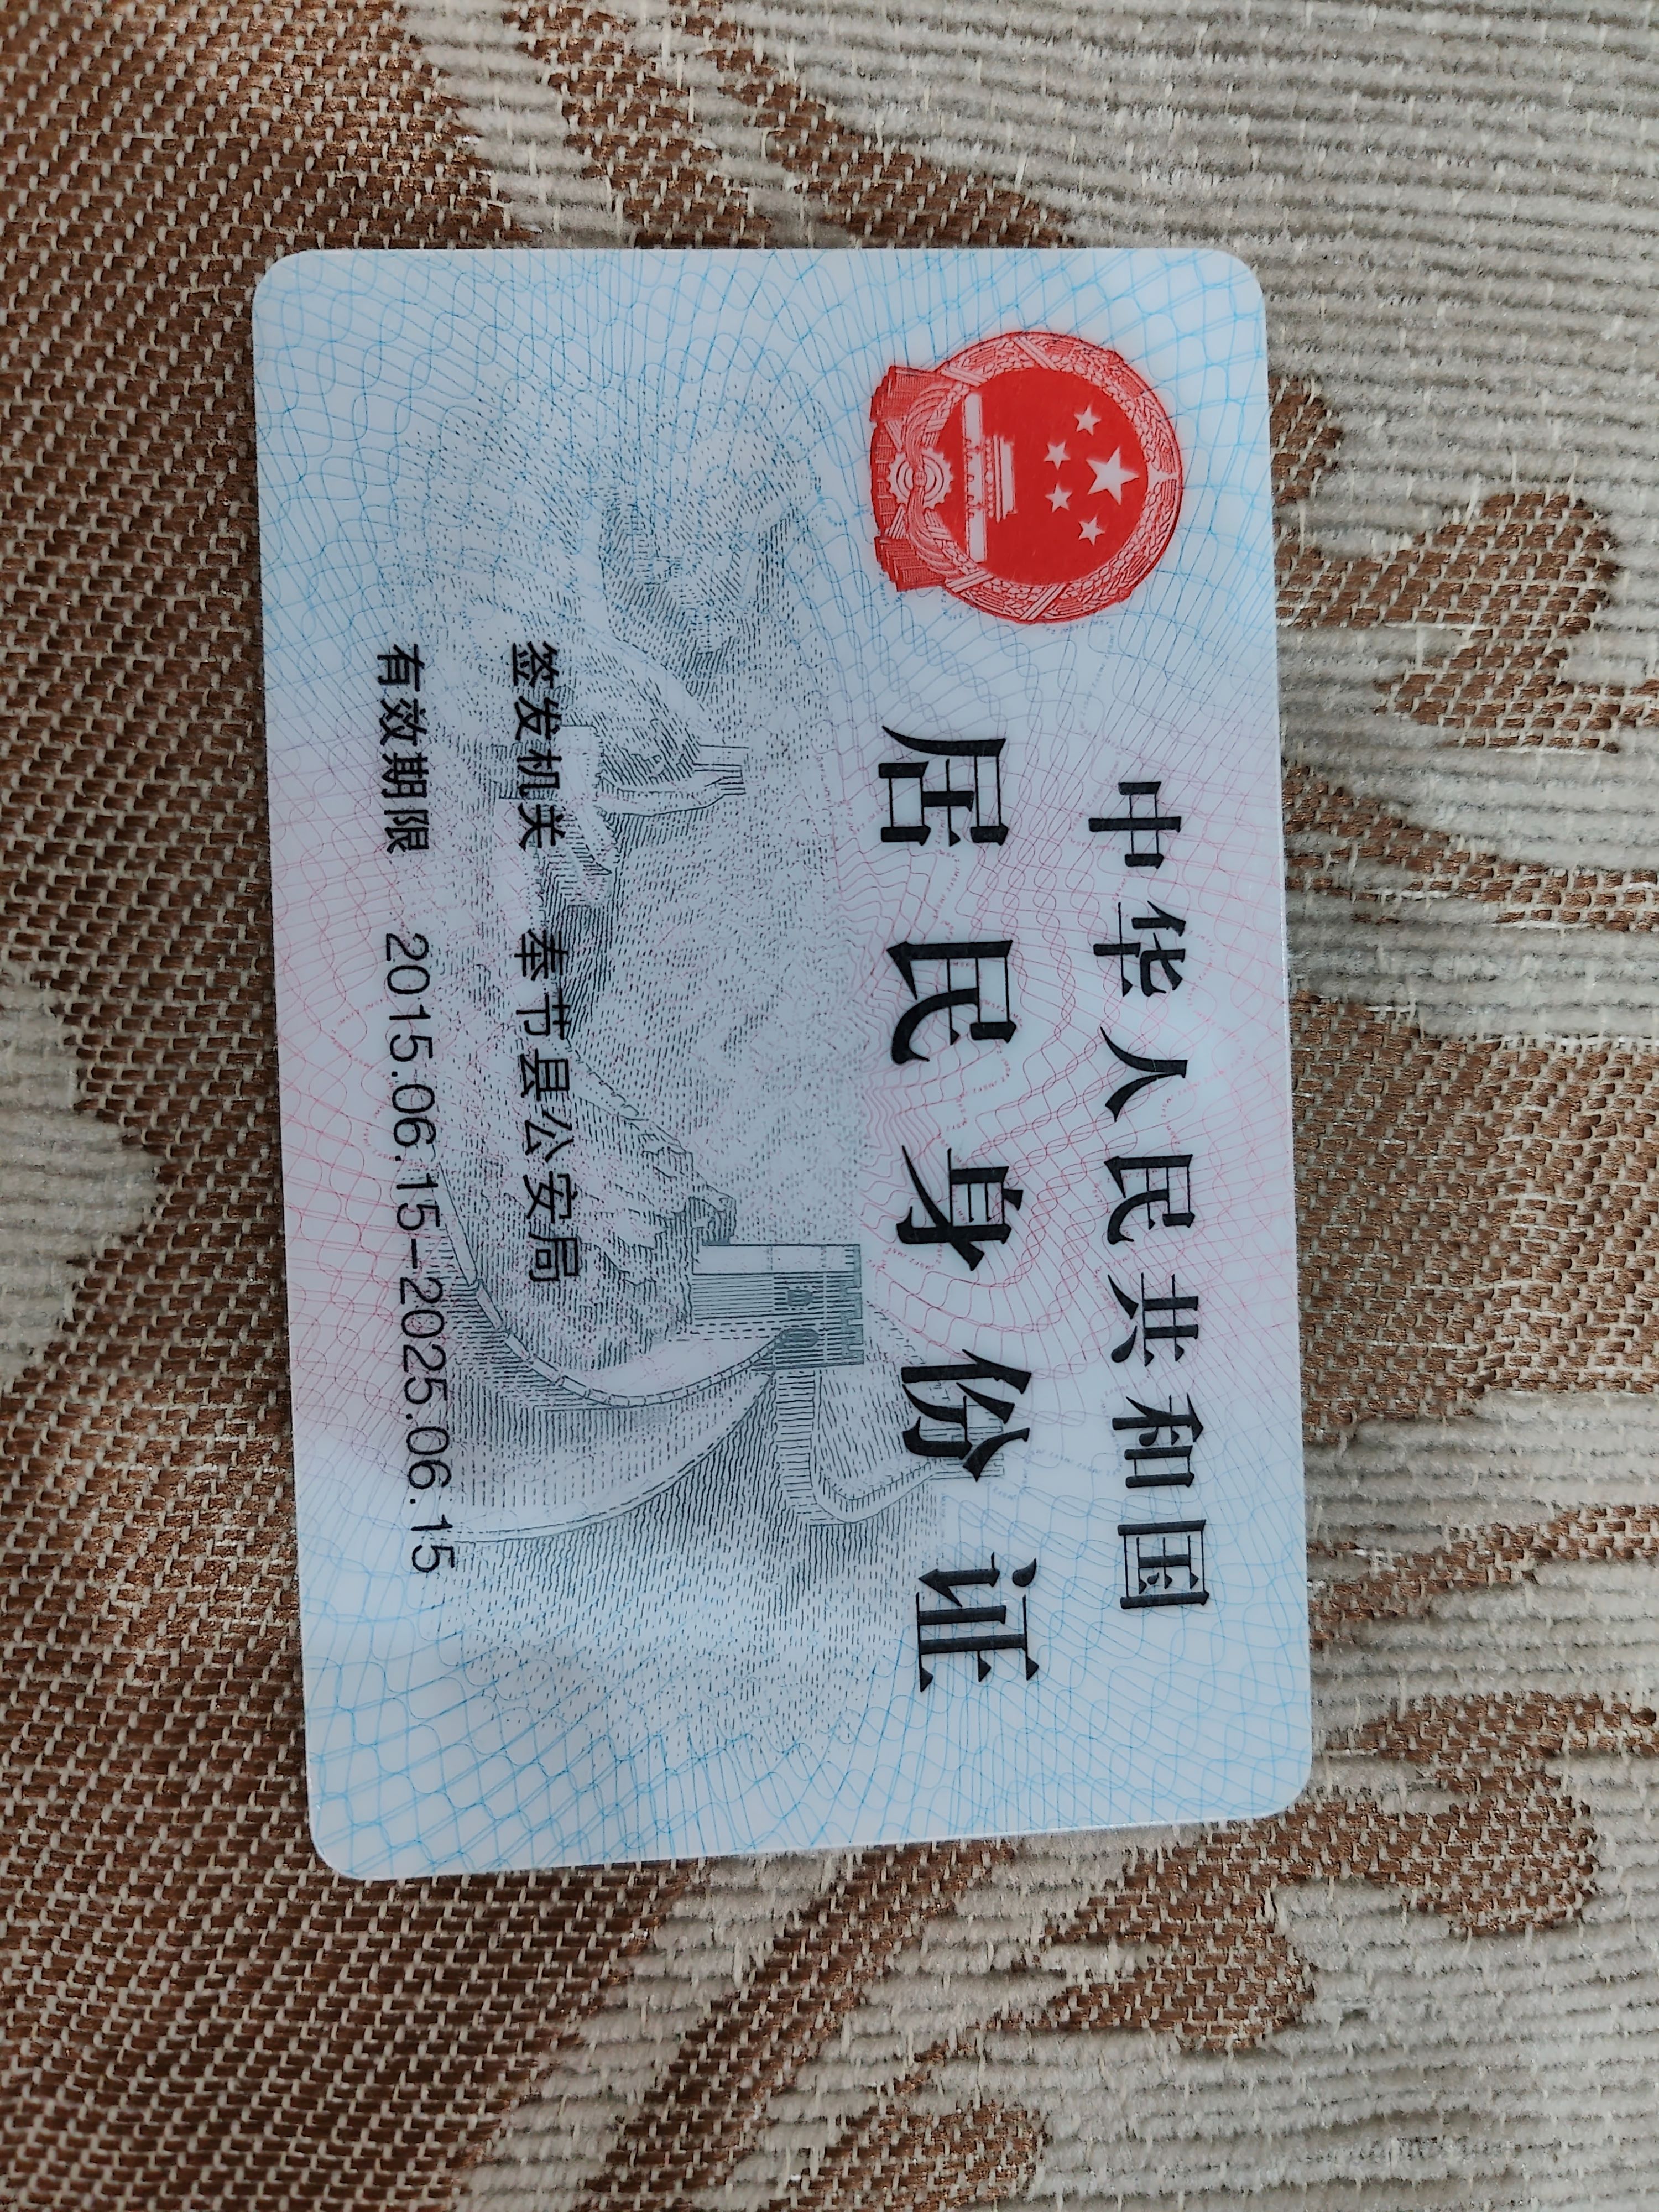 中华人民共和国
居民身份证
签发机关 奉节县公安局
有效期限 2015.06.15-2025.06.15